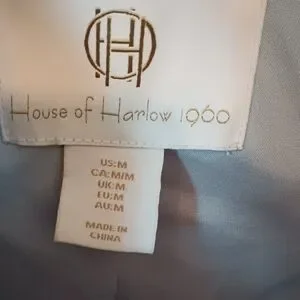 House of Harlow 1960
US:M
CA:M/M
UK:M
EU:M
AU:M
MADE IN
CHINA